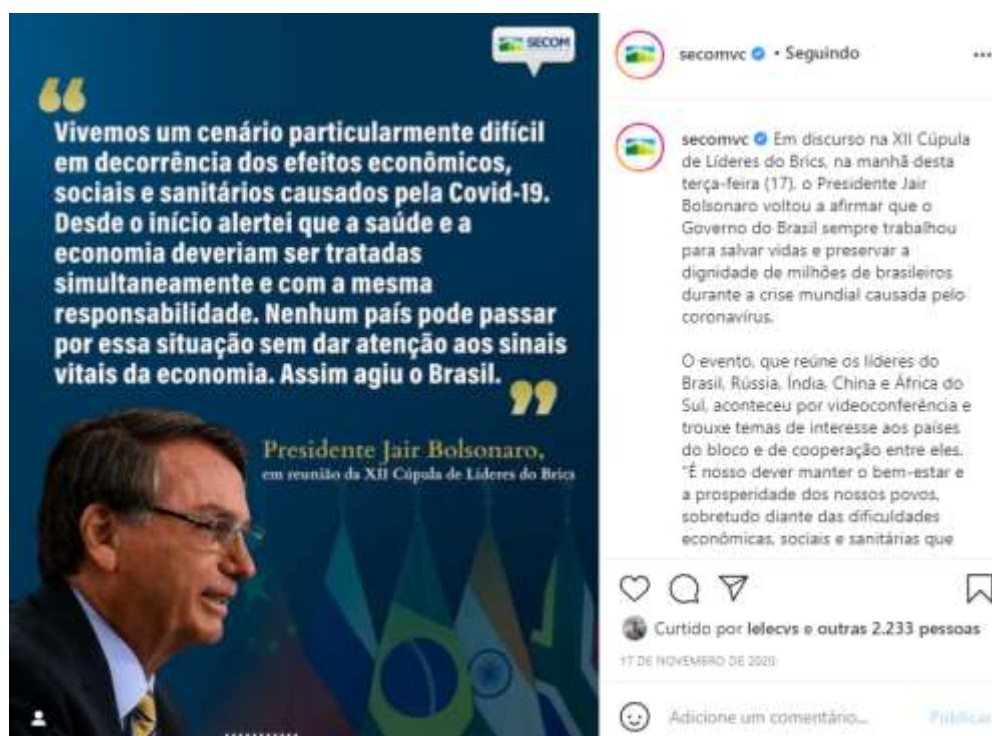 SECOM
“
Vivemos um cenário particularmente difícil
em decorrência dos efeitos econômicos,
sociais e sanitários causados pela Covid-19.
Desde o início alertei que a saúde e a
economia deveriam ser tratadas
simultaneamente e com a mesma
responsabilidade. Nenhum país pode passar
por essa situação sem dar atenção aos sinais
vitais da economia. Assim agiu o Brasil.
”
Presidente Jair Bolsonaro,
em reunião da XII Cúpula de Líderes do Brics
secomvc • Seguindo
secomvc Em discurso na XII Cúpula
de Líderes do Brics, na manhã desta
terça-feira (17), o Presidente Jair
Bolsonaro voltou a afirmar que o
Governo do Brasil sempre trabalhou
para salvar vidas e preservar a
dignidade de milhões de brasileiros
durante a crise mundial causada pelo
coronavírus.
O evento, que reúne os líderes do
Brasil, Rússia, Índia, China e África do
Sul, aconteceu por videoconferência e
trouxe temas de interesse aos países
do bloco e de cooperação entre eles.
"É nosso dever manter o bem-estar e
a prosperidade dos nossos povos,
sobretudo diante das dificuldades
econômicas, sociais e sanitárias que
Curtido por lelecvs e outras 2.233 pessoas
17 DE NOVEMBRO DE 2020
Adicione um comentário... Publicar